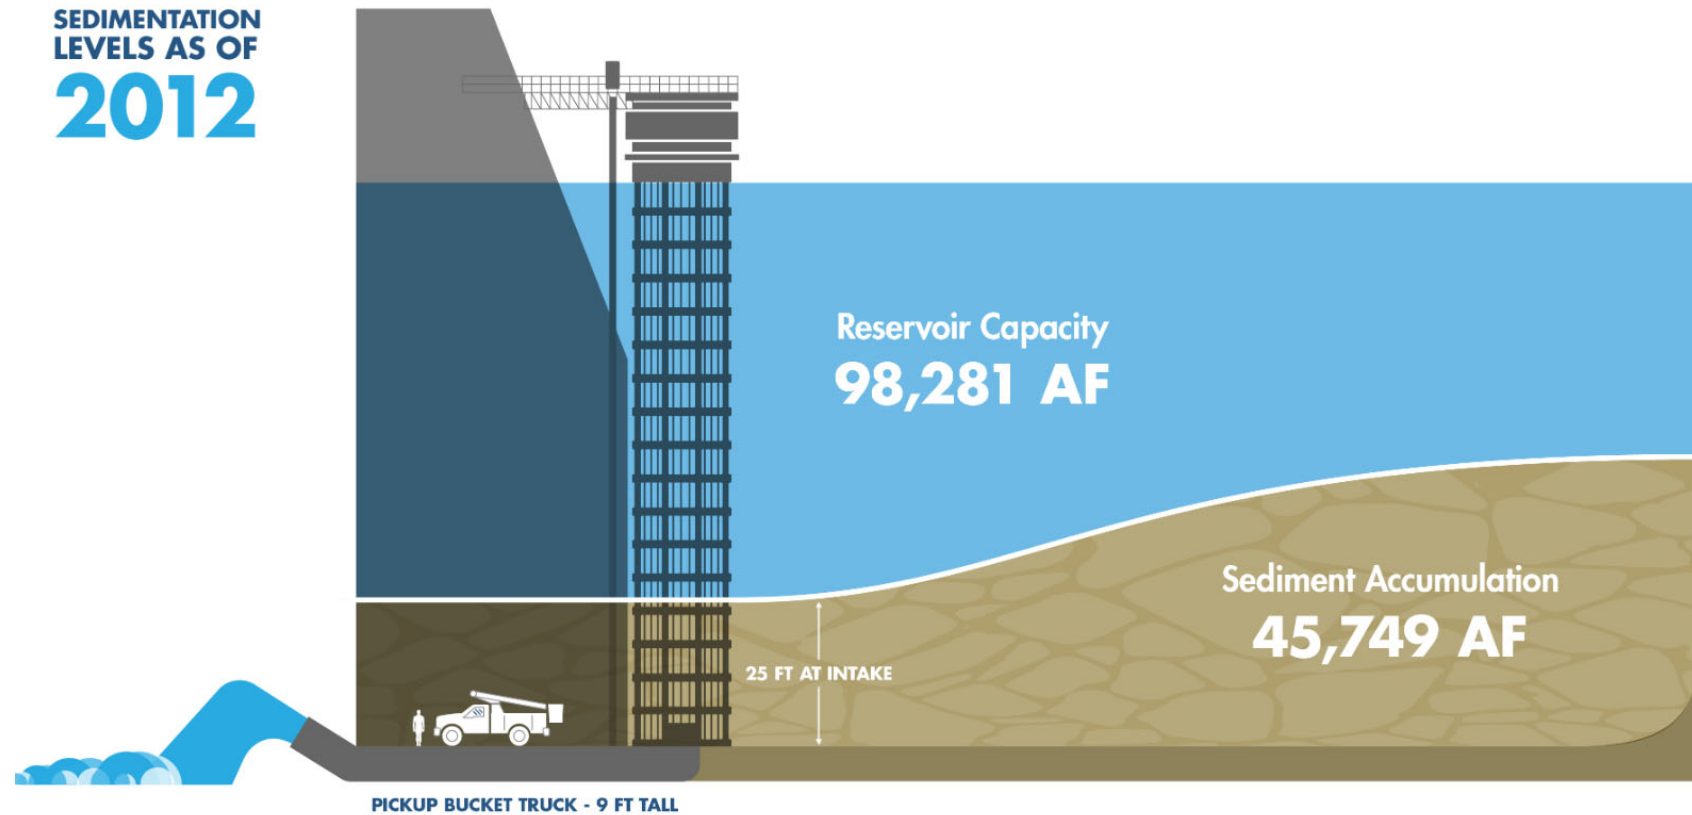 SEDIMENTATION
LEVELS AS OF
2012
Reservoir Capacity
98,281 AF
Sediment Accumulation
45,749 AF
25 FT AT INTAKE
PICKUP BUCKET TRUCK - 9 FT TALL